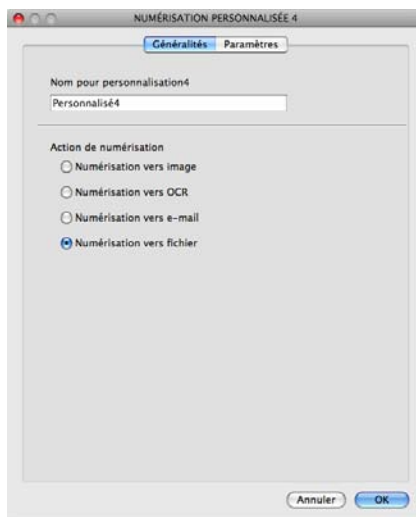 NUMÉRISATION PERSONNALISÉE 4
Généralités Paramètres
Nom pour personnalisation4
Personnalisé4
Action de numérisation
Numérisation vers image
Numérisation vers OCR
Numérisation vers e-mail
Numérisation vers fichier
Annuler OK